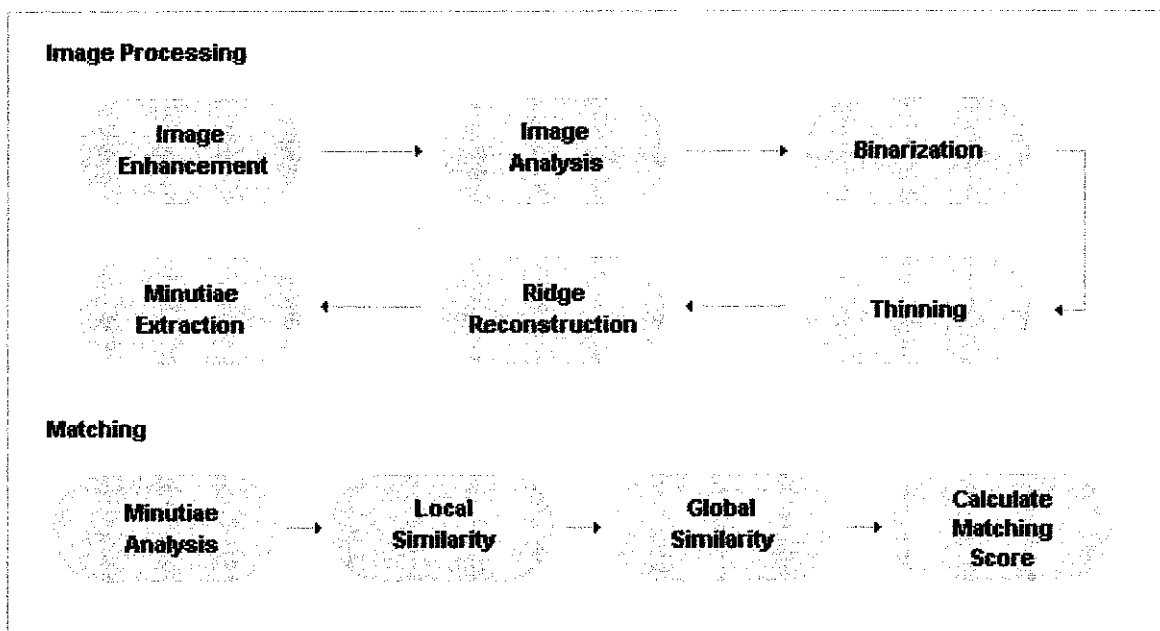 Image Processing
Image
Enhancement
Image
Analysis
Binarization
Minutiae
Extraction
Ridge
Reconstruction
Thinning
Matching
Minutiae
Analysis
Local
Similarity
Global
Similarity
Calculate
Matching
Score